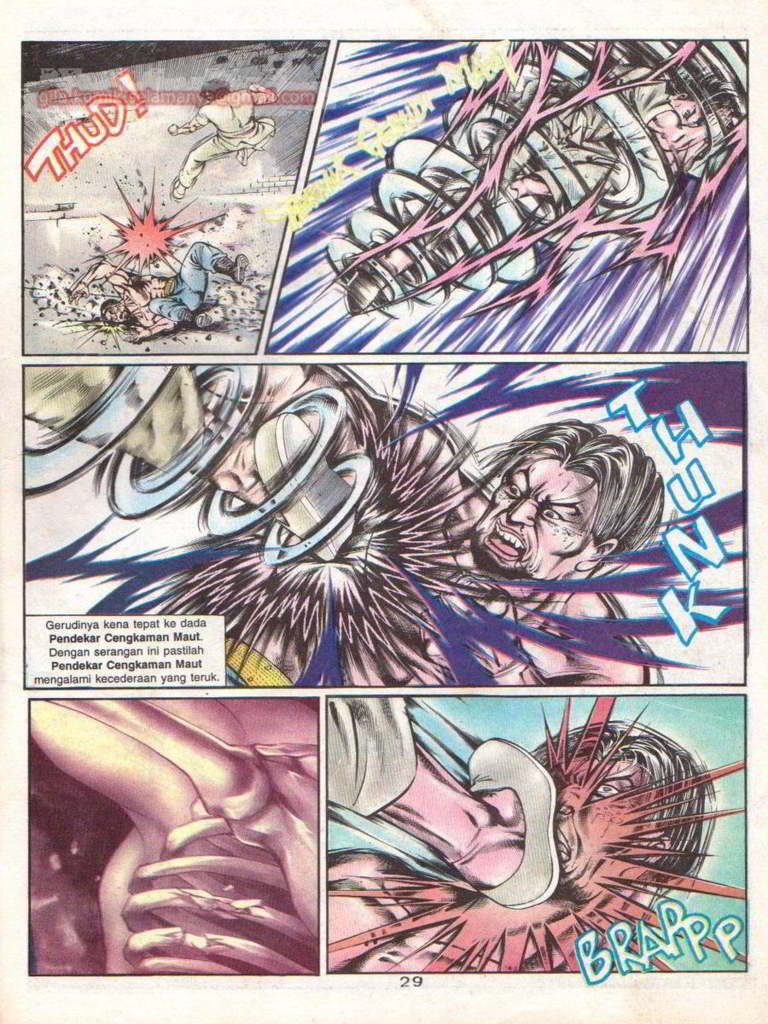 THUD!
THUNK
Gerudinya kena tepat ke dada
Pendekar Cengkaman Maut.
Dengan serangan ini pastilah
Pendekar Cengkaman Maut
mengalami kecederaan yang teruk.
BRAPPP
29